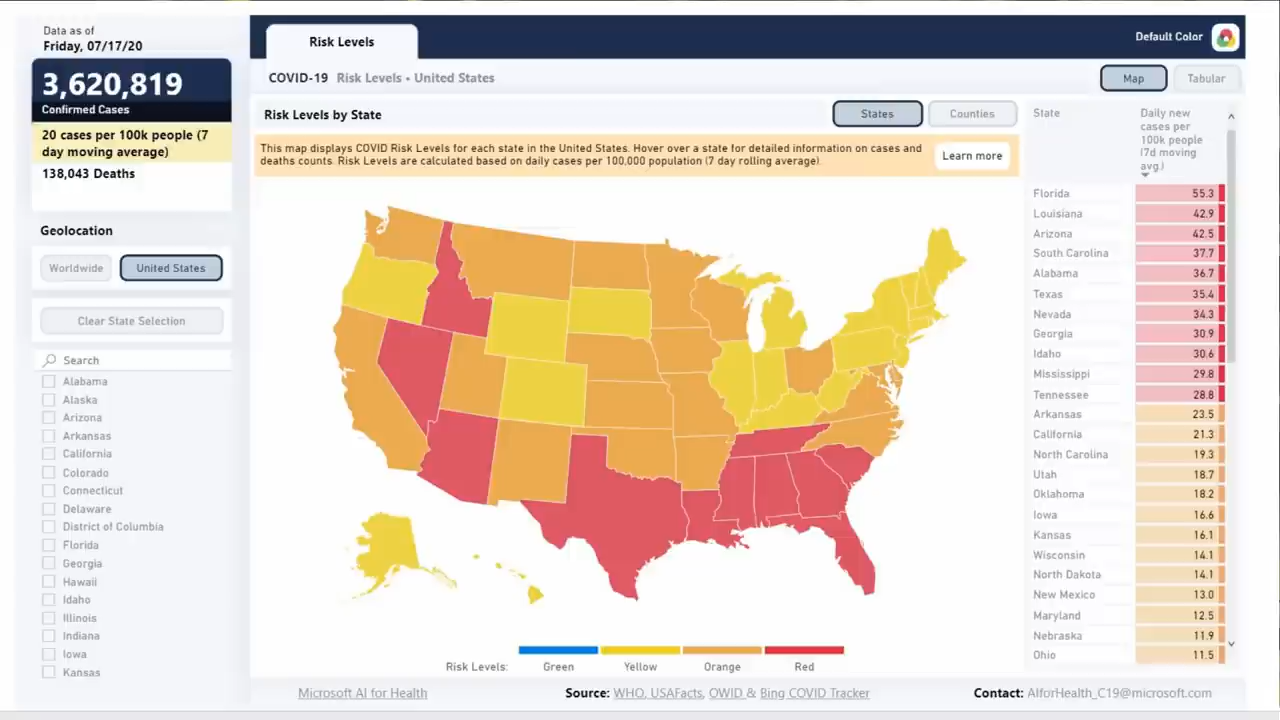 Data as of
Friday, 07/17/20
3,620,819
Confirmed Cases
20 cases per 100k people (7
day moving average)
138,043 Deaths
Geolocation
Worldwide
United States
Clear State Selection
Search
Alabama
Alaska
Arizona
Arkansas
California
Colorado
Connecticut
Delaware
District of Columbia
Florida
Georgia
Hawaii
Idaho
Illinois
Indiana
Iowa
Kansas
Risk Levels
Default Color
COVID-19 Risk Levels • United States
Map
Tabular
Risk Levels by State
States
Counties
This map displays COVID Risk Levels for each state in the United States. Hover over a state for detailed information on cases and
deaths counts. Risk Levels are calculated based on daily cases per 100,000 population (7 day rolling average).
Learn more
Risk Levels:
Green
Yellow
Orange
Red
State
Daily new
cases per
100k people
(7d moving
avg.)
Florida 55.3
Louisiana 42.9
Arizona 42.5
South Carolina 37.7
Alabama 36.7
Texas 35.4
Nevada 34.3
Georgia 30.9
Idaho 30.6
Mississippi 29.8
Tennessee 28.8
Arkansas 23.5
California 21.3
North Carolina 19.3
Utah 18.7
Oklahoma 18.2
Iowa 16.6
Kansas 16.1
Wisconsin 14.1
North Dakota 14.1
New Mexico 13.0
Maryland 12.5
Nebraska 11.9
Ohio 11.5
Microsoft AI for Health
Source: WHO, USAFacts, OWID & Bing COVID Tracker
Contact: AIforHealth_C19@microsoft.com